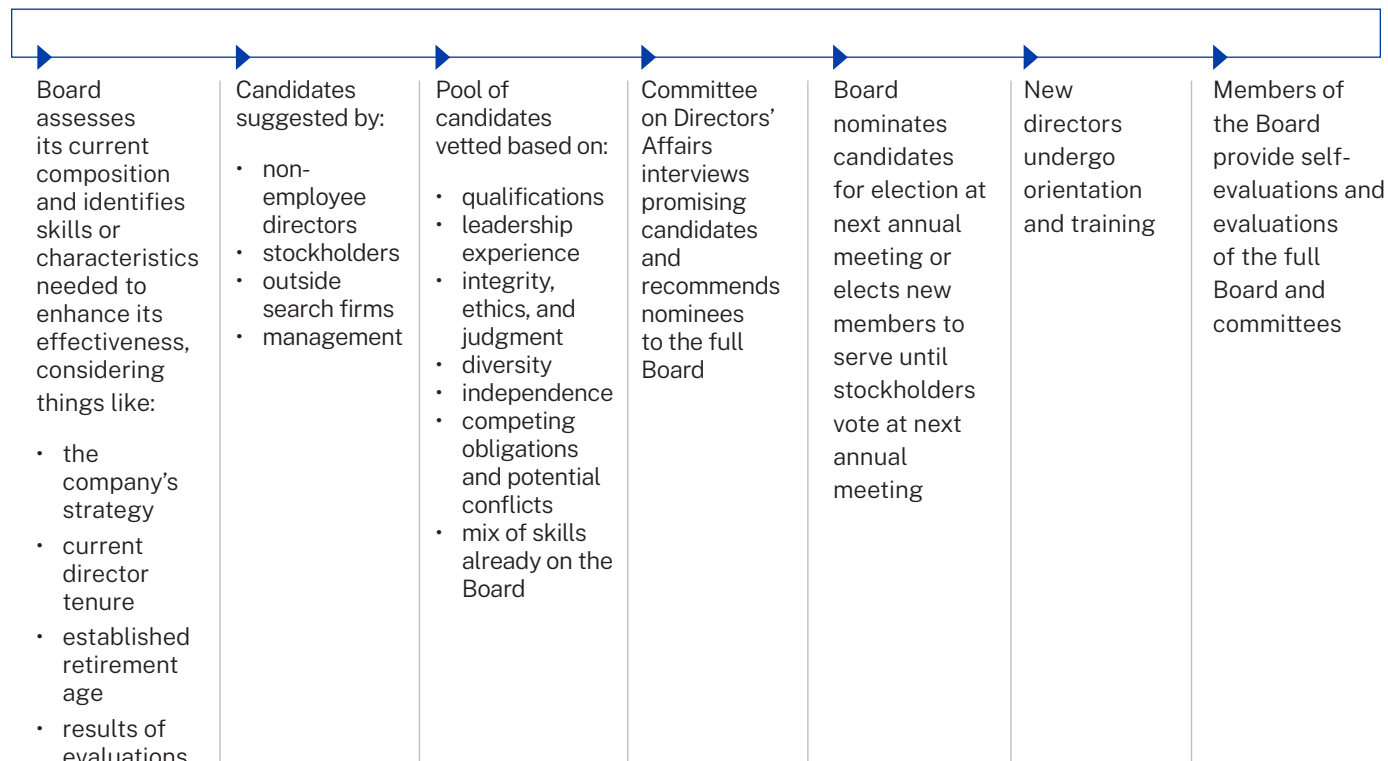 Board
assesses
its current
composition
and identifies
skills or
characteristics
needed to
enhance its
effectiveness,
considering
things like:
• the
company’s
strategy
• current
director
tenure
• established
retirement
age
• results of
evaluations
Candidates
suggested by:
• non-
employee
directors
• stockholders
• outside
search firms
• management
Pool of
candidates
vetted based on:
• qualifications
• leadership
experience
• integrity,
ethics, and
judgment
• diversity
• independence
• competing
obligations
and potential
conflicts
• mix of skills
already on the
Board
Committee
on Directors’
Affairs
interviews
promising
candidates
and
recommends
nominees
to the full
Board
Board
nominates
candidates
for election at
next annual
meeting or
elects new
members to
serve until
stockholders
vote at next
annual
meeting
New
directors
undergo
orientation
and training
Members of
the Board
provide self-
evaluations and
evaluations
of the full
Board and
committees